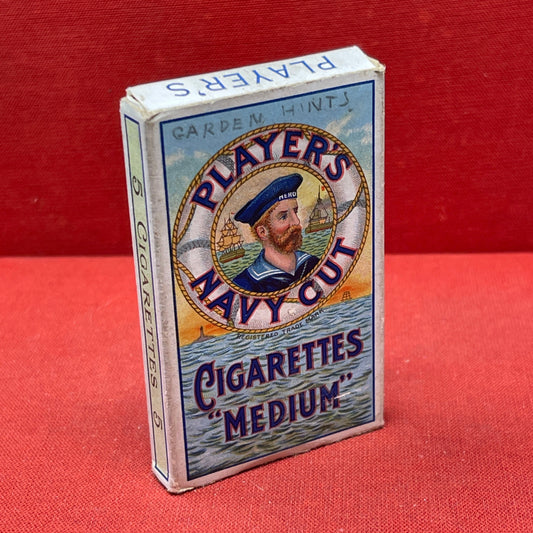 PLAYER'S
GARDEN HINTS.
PLAYER'S
HERO
NAVY CUT
REGISTERED TRADE MARK
CIGARETTES
"MEDIUM"
5 CIGARETTES 5